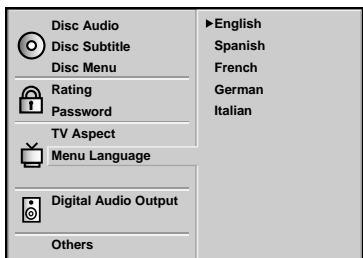 Disc Audio
Disc Subtitle
Disc Menu
Rating
Password
TV Aspect
Menu Language
Digital Audio Output
Others
English
Spanish
French
German
Italian